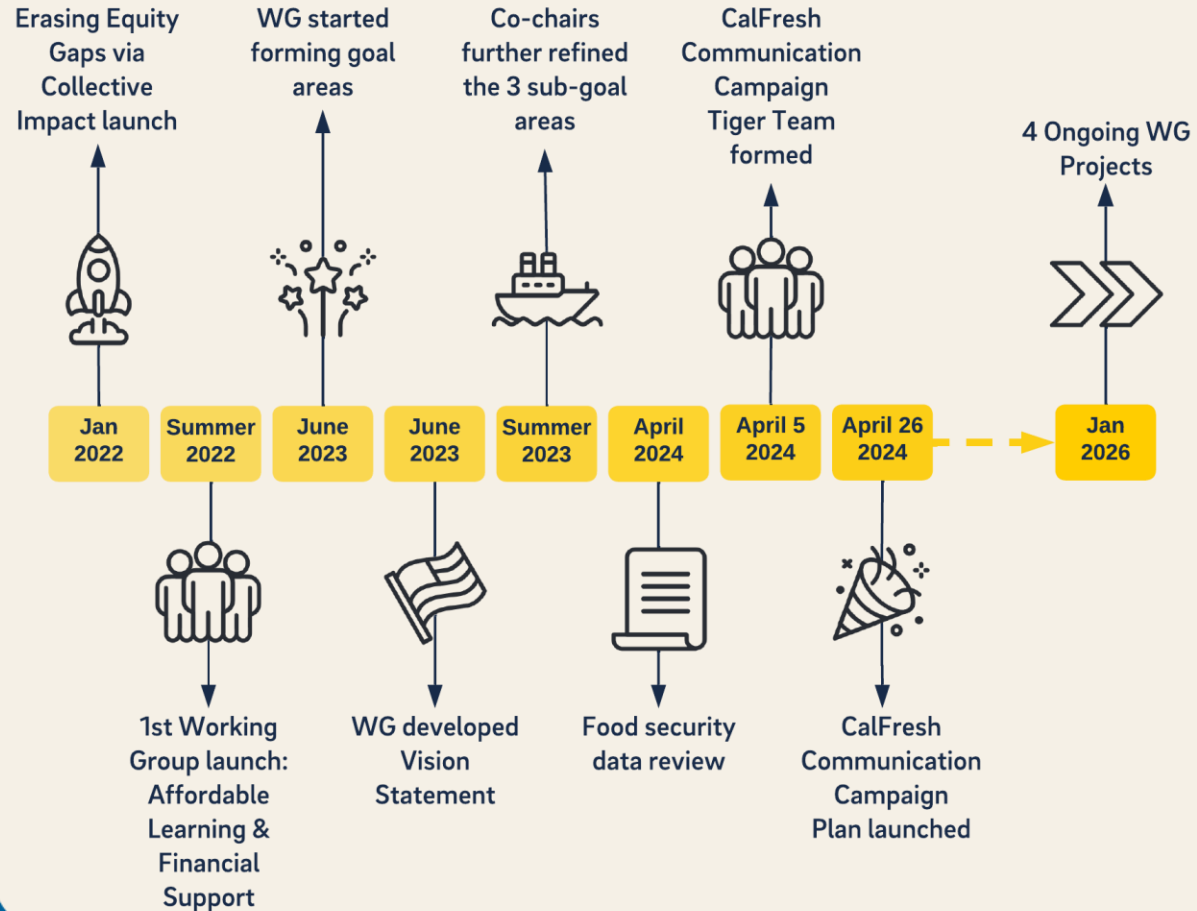 Erasing Equity
Gaps via
Collective
Impact launch
WG started
forming goal
areas
Co-chairs
further refined
the 3 sub-goal
areas
CalFresh
Communication
Campaign
Tiger Team
formed
4 Ongoing WG
Projects
Jan
2022
Summer
2022
June
2023
June
2023
Summer
2023
April
2024
April 5
2024
April 26
2024
Jan
2026
1st Working
Group launch:
Affordable
Learning &
Financial
Support
WG developed
Vision
Statement
Food security
data review
CalFresh
Communication
Campaign
Plan launched